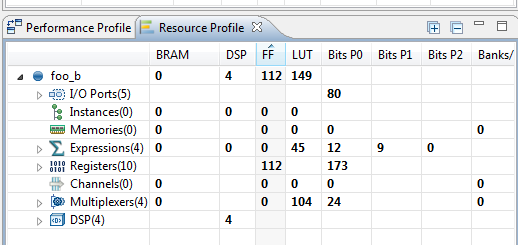 Performance Profile Resource Profile
BRAM DSP FF LUT Bits P0 Bits P1 Bits P2 Banks/
foo_b 0 4 112 149
I/O Ports(5) 80
Instances(0) 0 0 0 0
Memories(0) 0 0 0 0 0
Expressions(4) 0 0 0 45 12 9 0
Registers(10) 112 173
Channels(0) 0 0 0 0 0
Multiplexers(4) 0 0 104 24 0
DSP(4) 4